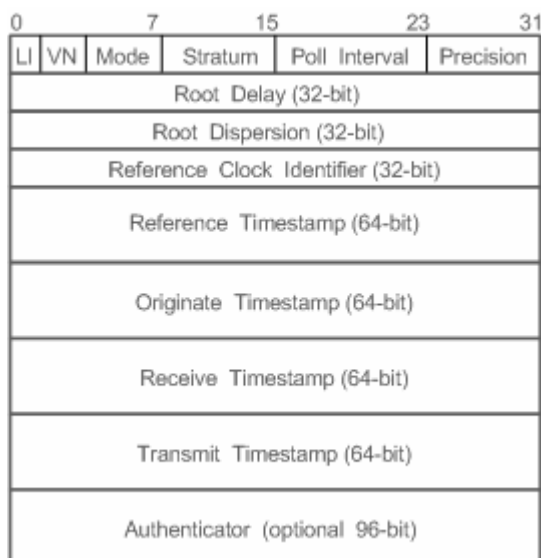 0 7 15 23 31
LI VN Mode Stratum Poll Interval Precision
Root Delay (32-bit)
Root Dispersion (32-bit)
Reference Clock Identifier (32-bit)
Reference Timestamp (64-bit)
Originate Timestamp (64-bit)
Receive Timestamp (64-bit)
Transmit Timestamp (64-bit)
Authenticator (optional 96-bit)